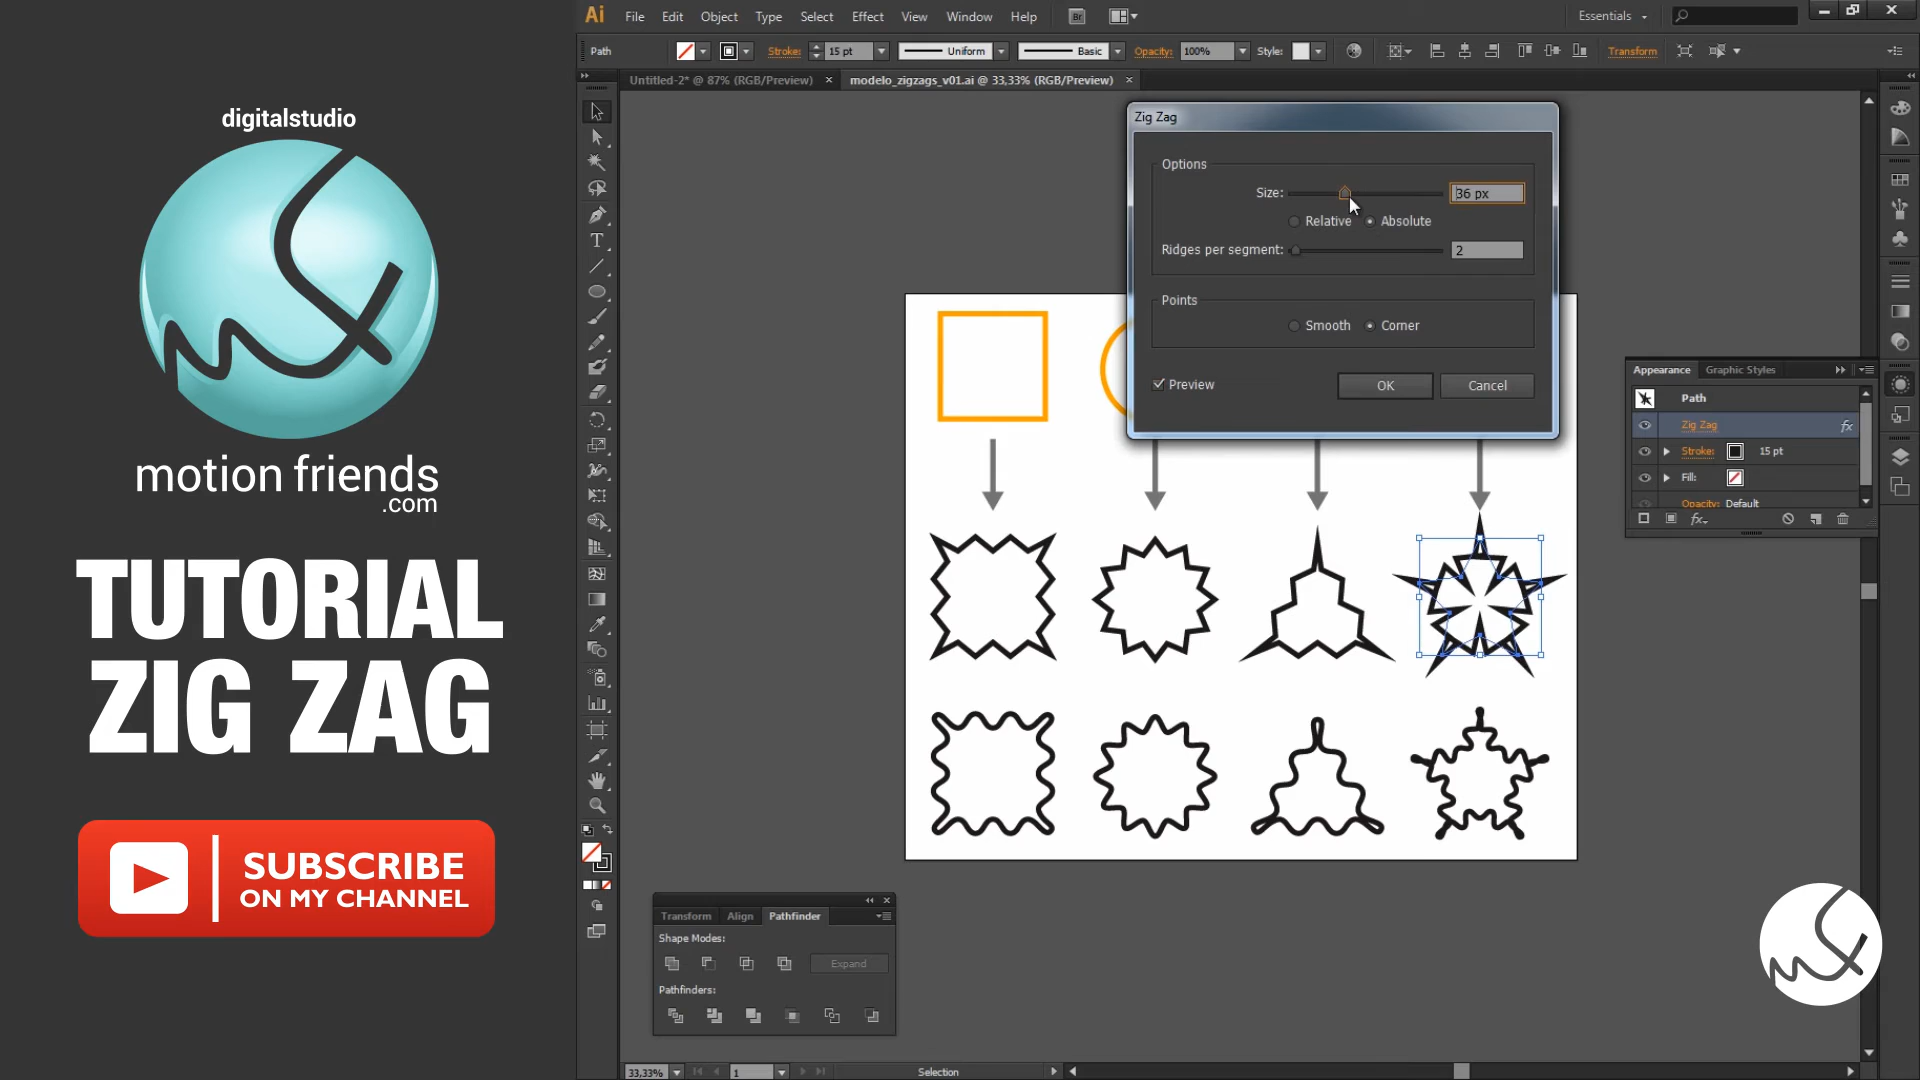 digitalstudio
motion friends
.com
TUTORIAL
ZIG ZAG
SUBSCRIBE
ON MY CHANNEL
Ai File Edit Object Type Select Effect View Window Help Br Essentials
Path Stroke: 15 pt Uniform Basic Opacity: 100% Style: Transform
Untitled-2* @ 87% (RGB/Preview) × modelo_zigzags_v01.ai @ 33,33% (RGB/Preview) ×
Zig Zag
Options
Size: 36 px
Relative Absolute
Ridges per segment: 2
Points
Smooth Corner
Preview OK Cancel
Appearance Graphic Styles
Path
Zig Zag fx
Stroke: 15 pt
Fill:
Opacity: Default
fx
Transform Align Pathfinder
Shape Modes:
Expand
Pathfinders:
33,33% 1 Selection